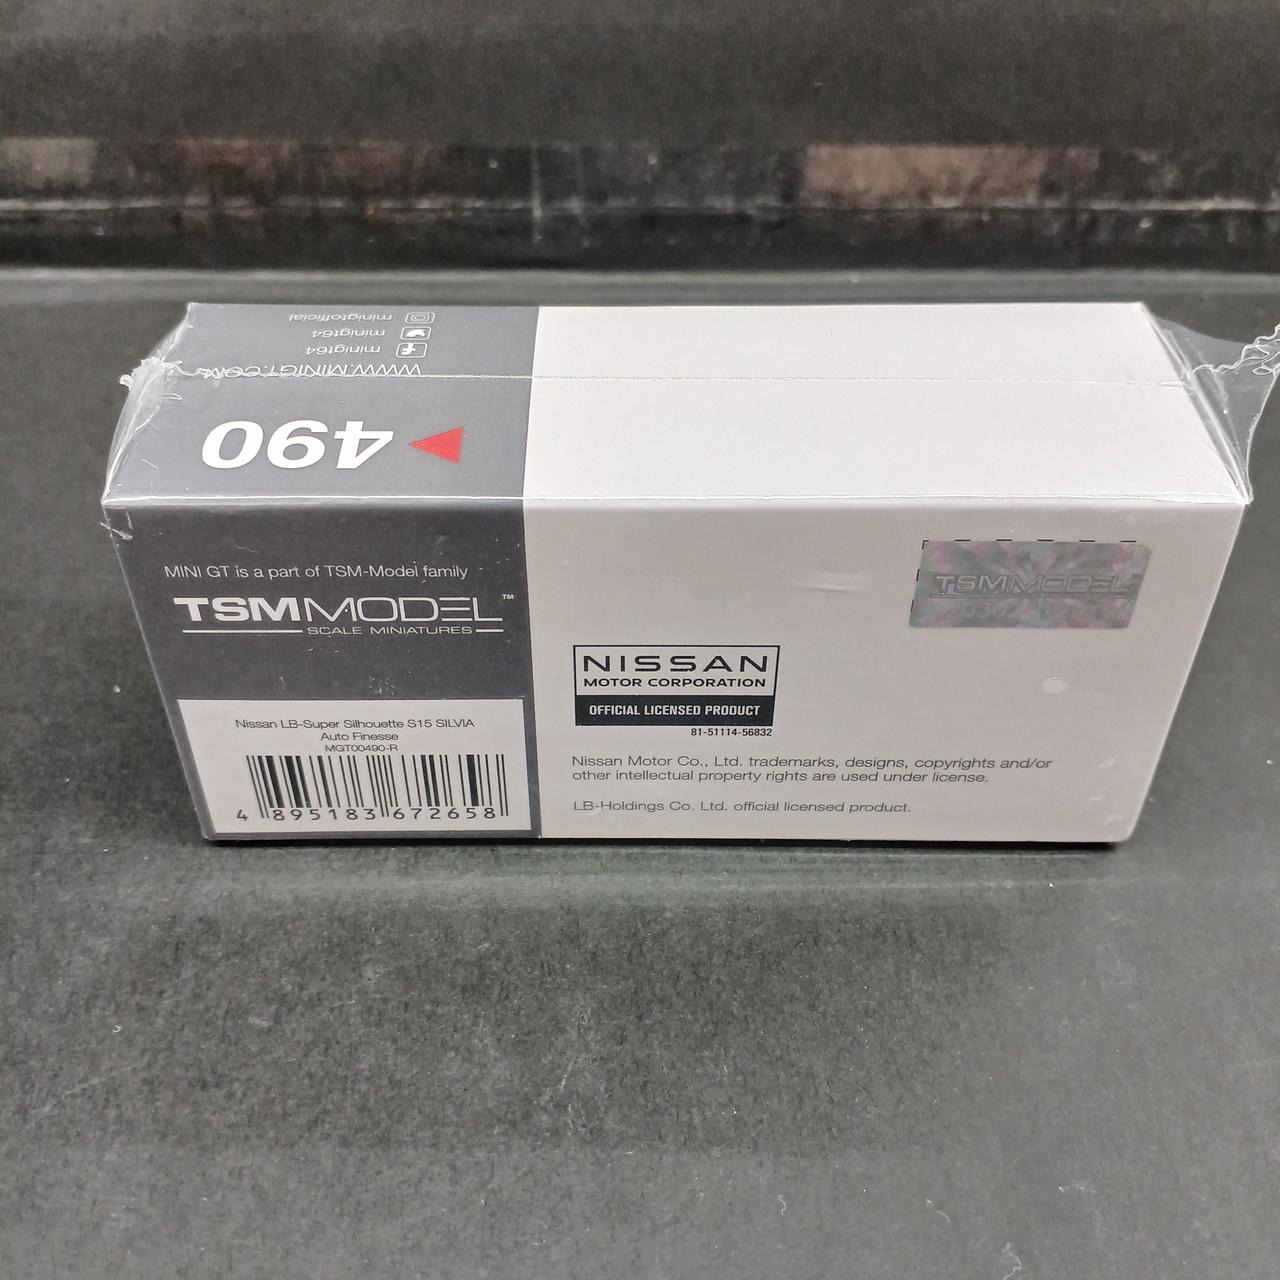 minigtofficial
minigt64
minigt64
WWW.MINIGT.COM
490
MINI GT is a part of TSM-Model family
TSMMODEL™
SCALE MINIATURES
Nissan LB-Super Silhouette S15 SILVIA
Auto Finesse
MGT00490-R
4 895183 672658
TSMMODEL
NISSAN
MOTOR CORPORATION
OFFICIAL LICENSED PRODUCT
81-51114-56832
Nissan Motor Co., Ltd. trademarks, designs, copyrights and/or
other intellectual property rights are used under license.
LB-Holdings Co. Ltd. official licensed product.